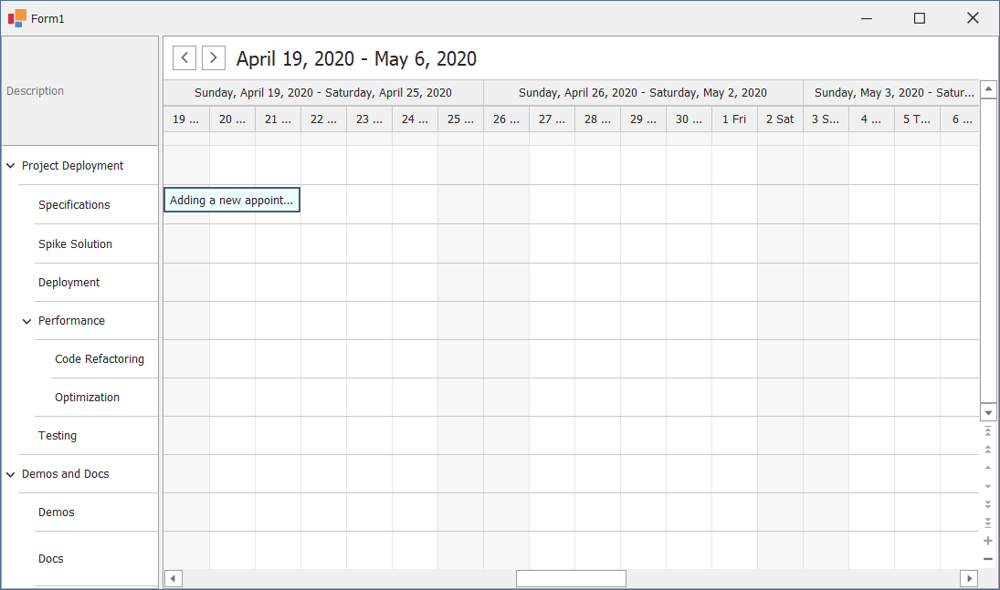 Form1
April 19, 2020 - May 6, 2020
Description
Sunday, April 19, 2020 - Saturday, April 25, 2020
Sunday, April 26, 2020 - Saturday, May 2, 2020
Sunday, May 3, 2020 - Satur...
19 ... 20 ... 21 ... 22 ... 23 ... 24 ... 25 ... 26 ... 27 ... 28 ... 29 ... 30 ... 1 Fri 2 Sat 3 S... 4 ... 5 T... 6 ...
Project Deployment
Specifications
Adding a new appoint...
Spike Solution
Deployment
Performance
Code Refactoring
Optimization
Testing
Demos and Docs
Demos
Docs